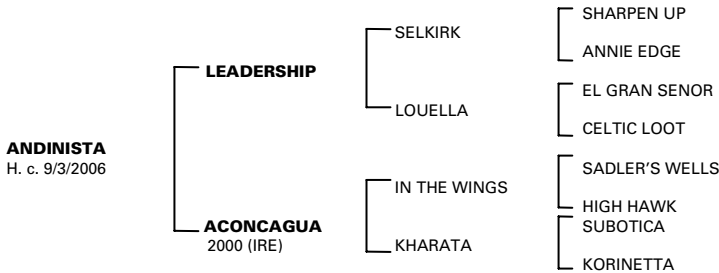 SHARPEN UP
SELKIRK
ANNIE EDGE
LEADERSHIP
EL GRAN SENOR
LOUELLA
CELTIC LOOT
ANDINISTA
H. c. 9/3/2006
SADLER'S WELLS
IN THE WINGS
HIGH HAWK
ACONCAGUA
2000 (IRE)
SUBOTICA
KHARATA
KORINETTA